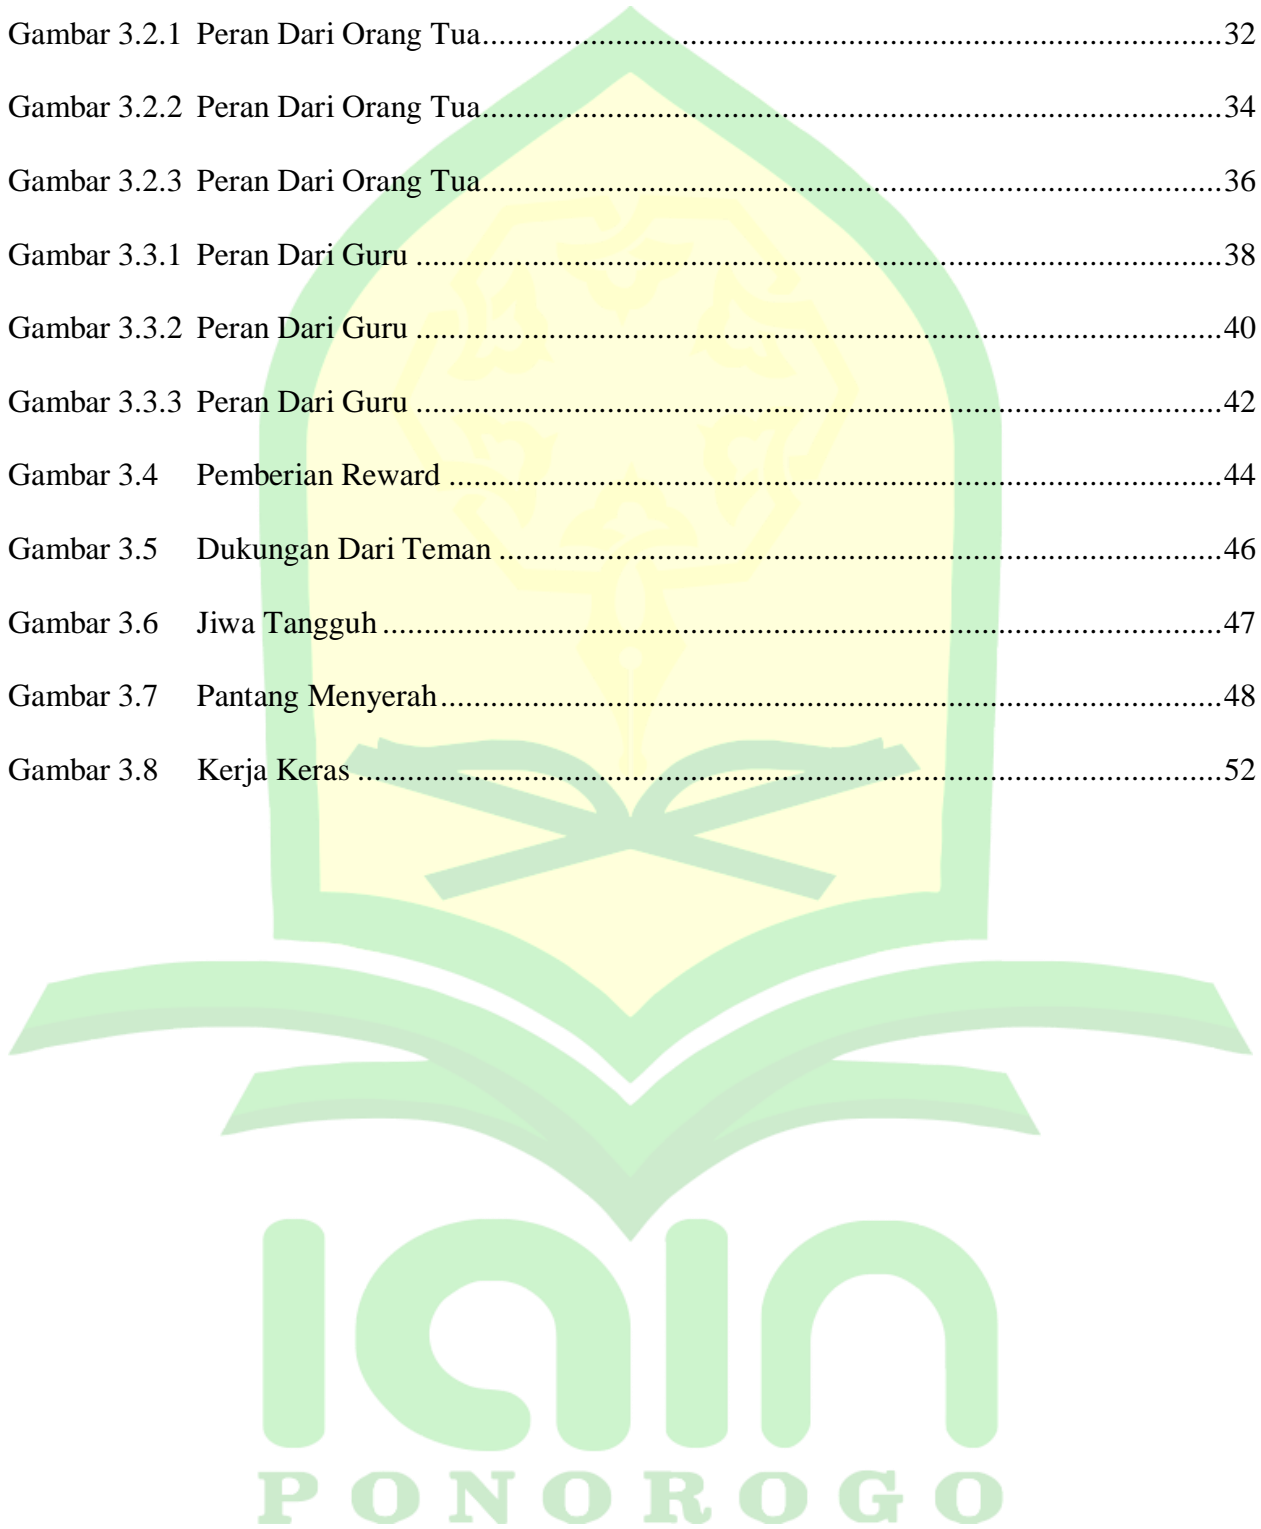 Gambar 3.2.1 Peran Dari Orang Tua............................................................................................32
Gambar 3.2.2 Peran Dari Orang Tua............................................................................................34
Gambar 3.2.3 Peran Dari Orang Tua............................................................................................36
Gambar 3.3.1 Peran Dari Guru ....................................................................................................38
Gambar 3.3.2 Peran Dari Guru ....................................................................................................40
Gambar 3.3.3 Peran Dari Guru ....................................................................................................42
Gambar 3.4 Pemberian Reward ................................................................................................44
Gambar 3.5 Dukungan Dari Teman ..........................................................................................46
Gambar 3.6 Jiwa Tangguh ........................................................................................................47
Gambar 3.7 Pantang Menyerah.................................................................................................48
Gambar 3.8 Kerja Keras ...........................................................................................................52
IAIN
PONOROGO